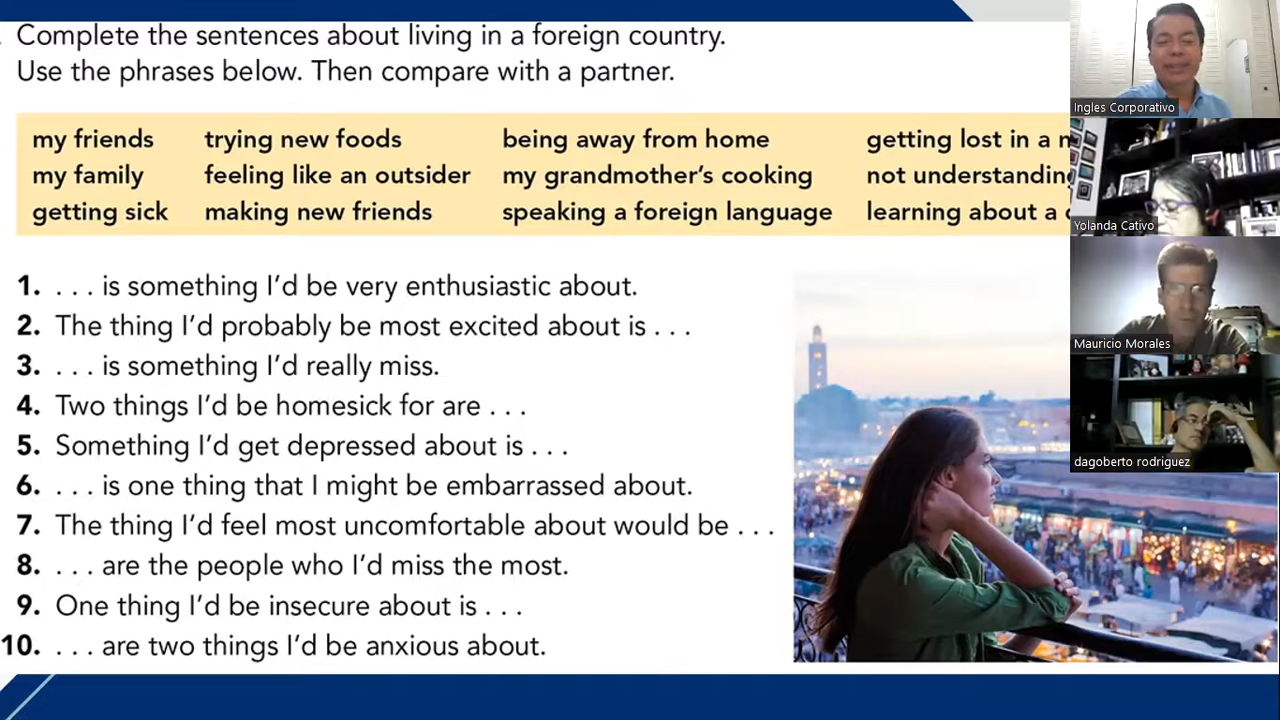 Complete the sentences about living in a foreign country.
Use the phrases below. Then compare with a partner.
my friends trying new foods being away from home getting lost in a
my family feeling like an outsider my grandmother's cooking not understanding
getting sick making new friends speaking a foreign language learning about a
1. . . . is something I'd be very enthusiastic about.
2. The thing I'd probably be most excited about is . . .
3. . . . is something I'd really miss.
4. Two things I'd be homesick for are . . .
5. Something I'd get depressed about is . . .
6. . . . is one thing that I might be embarrassed about.
7. The thing I'd feel most uncomfortable about would be . . .
8. . . . are the people who I'd miss the most.
9. One thing I'd be insecure about is . . .
10. . . . are two things I'd be anxious about.
Ingles Corporativo
Yolanda Cativo
Mauricio Morales
dagoberto rodriguez